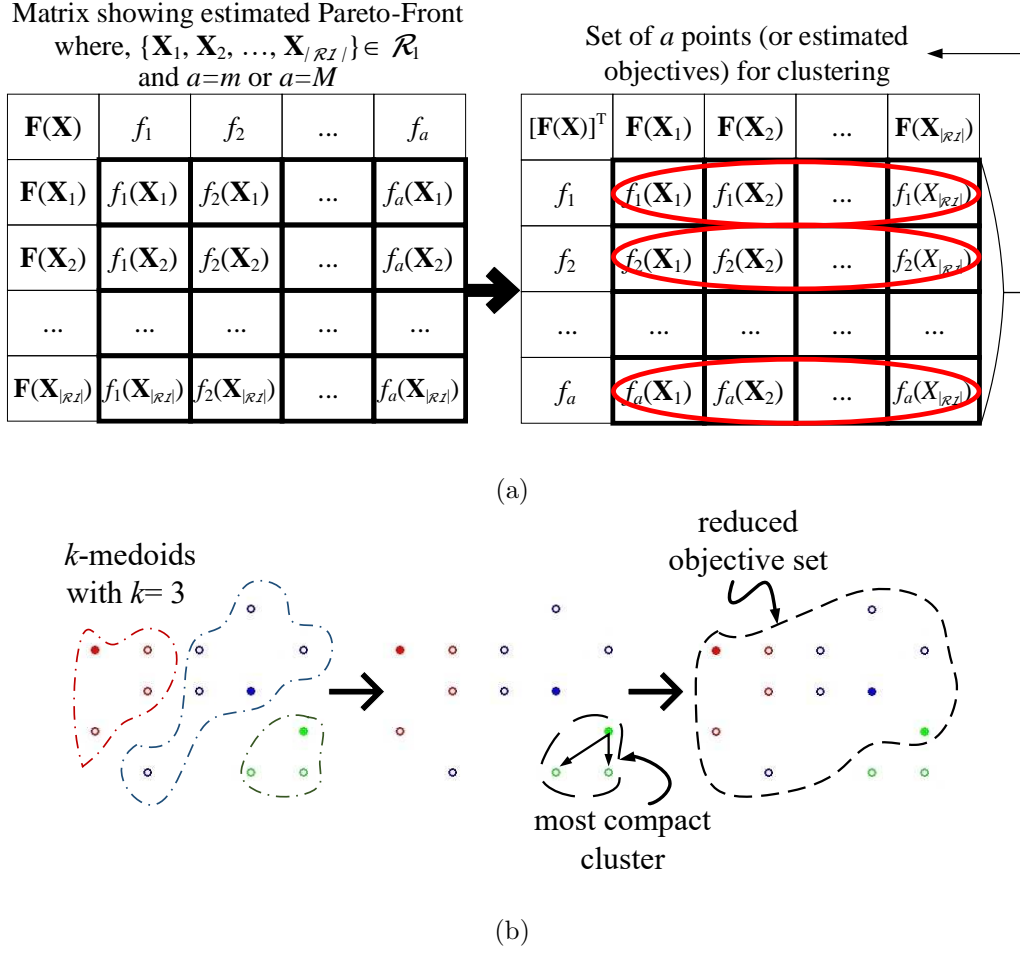 Matrix showing estimated Pareto-Front
where, {X₁, X₂, ..., X|ℛ1|} ∈ ℛ₁
and a=m or a=M
F(X) f₁ f₂ ... fₐ
F(X₁) f₁(X₁) f₂(X₁) ... fₐ(X₁)
F(X₂) f₁(X₂) f₂(X₂) ... fₐ(X₂)
... ... ... ... ...
F(X|ℛ1|) f₁(X|ℛ1|) f₂(X|ℛ1|) ... fₐ(X|ℛ1|)
Set of a points (or estimated
objectives) for clustering
[F(X)]ᵀ F(X₁) F(X₂) ... F(X|ℛ1|)
f₁ f₁(X₁) f₁(X₂) ... f₁(X|ℛ1|)
f₂ f₂(X₁) f₂(X₂) ... f₂(X|ℛ1|)
... ... ... ... ...
fₐ fₐ(X₁) fₐ(X₂) ... fₐ(X|ℛ1|)
(a)
k-medoids
with k= 3
reduced
objective set
most compact
cluster
(b)